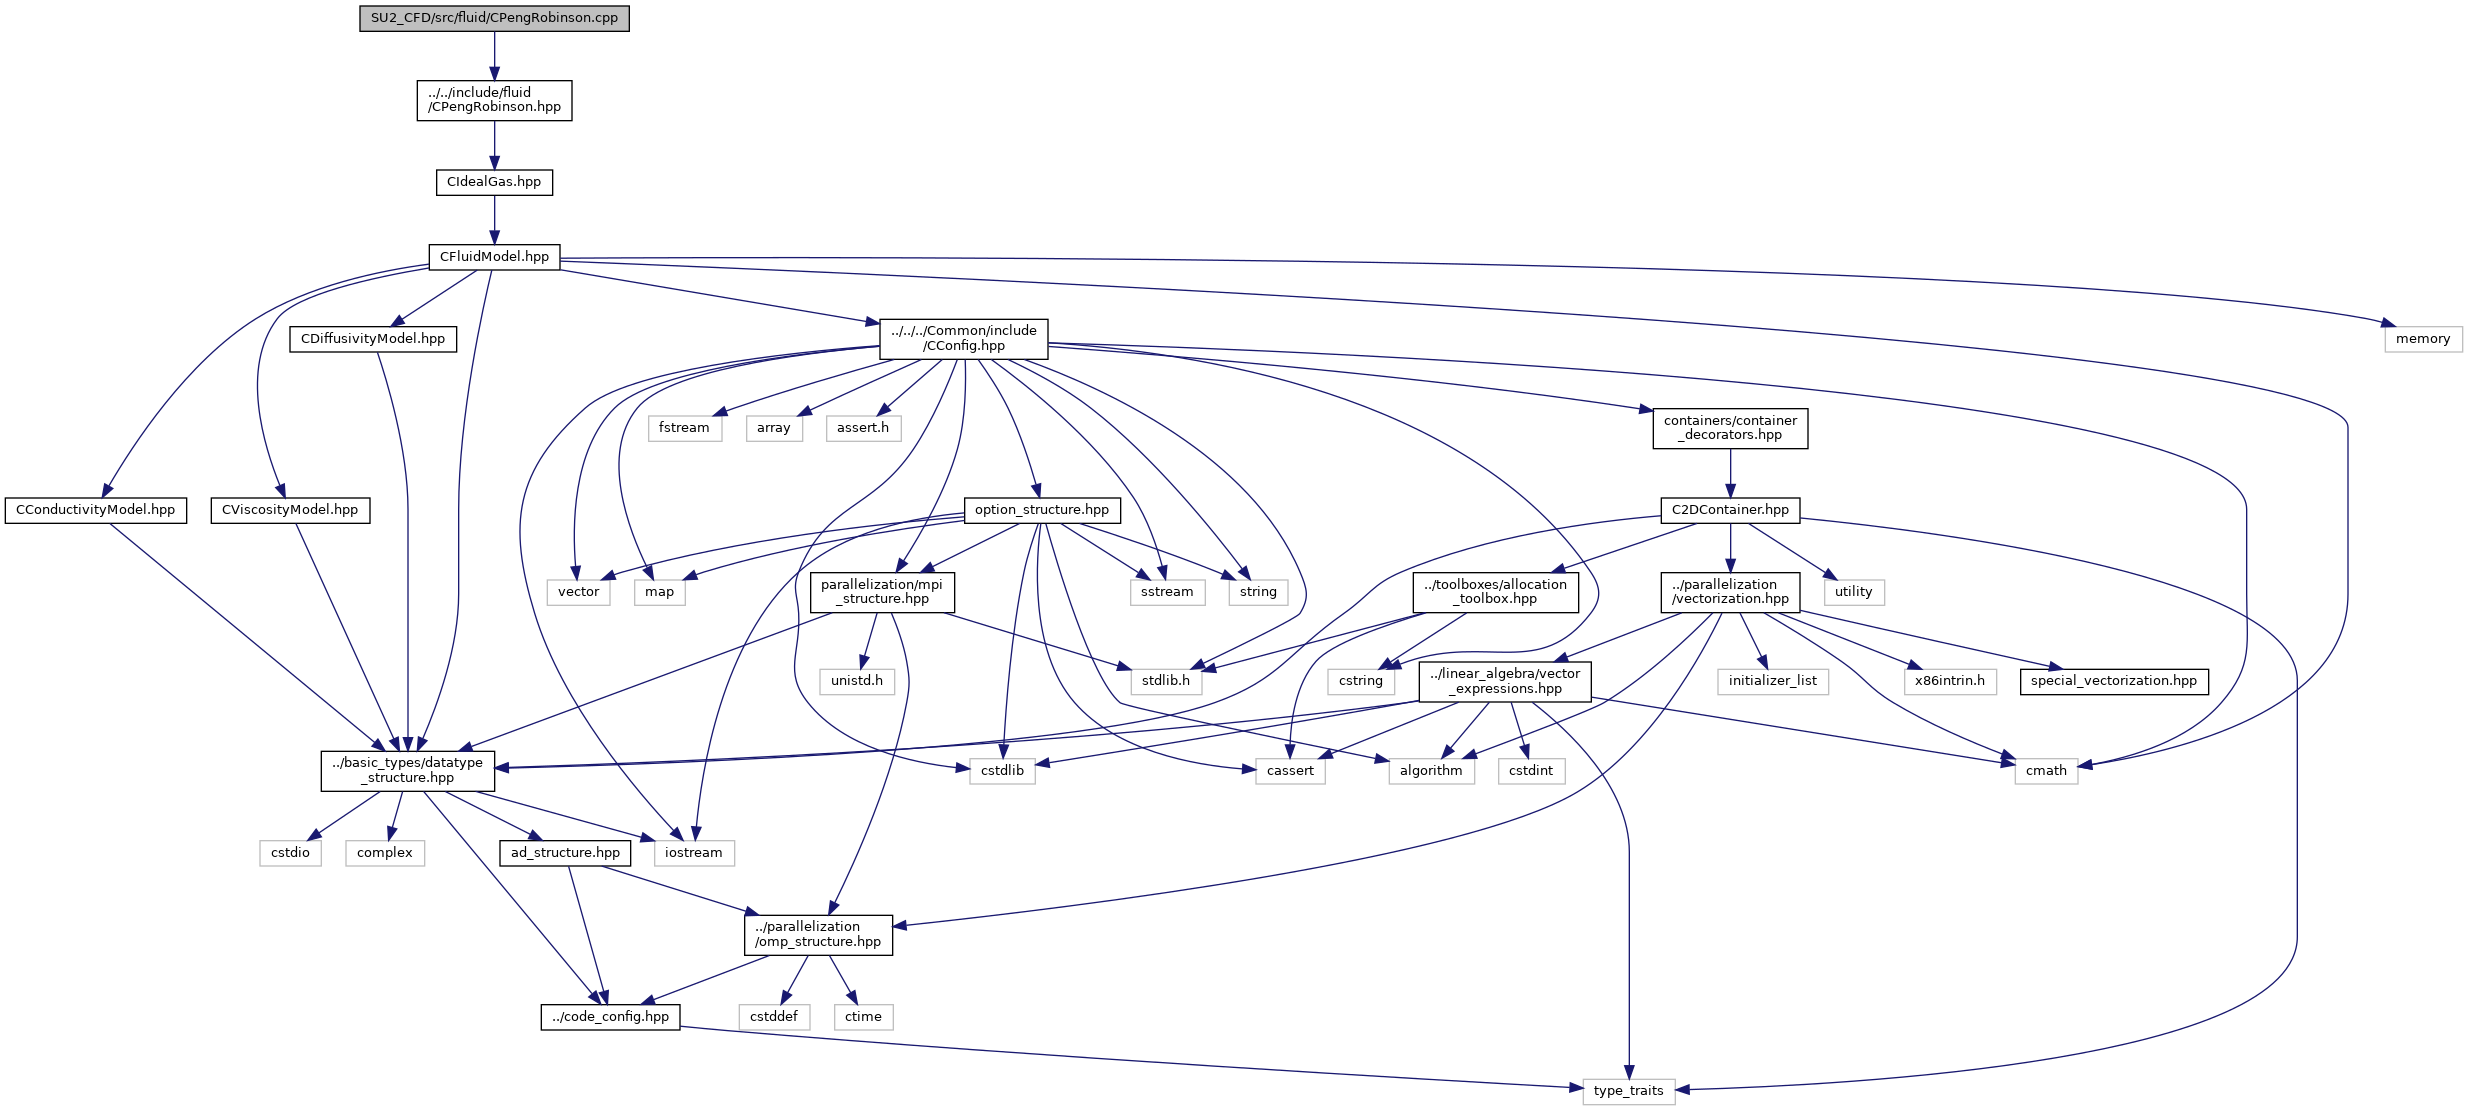 SU2_CFD/src/fluid/CPengRobinson.cpp
../../include/fluid
/CPengRobinson.hpp
CIdealGas.hpp
CFluidModel.hpp
CDiffusivityModel.hpp
../../../Common/include
/CConfig.hpp
memory
fstream
array
assert.h
containers/container
_decorators.hpp
CConductivityModel.hpp
CViscosityModel.hpp
option_structure.hpp
C2DContainer.hpp
vector
map
parallelization/mpi
_structure.hpp
sstream
string
../toolboxes/allocation
_toolbox.hpp
../parallelization
/vectorization.hpp
utility
unistd.h
stdlib.h
cstring
../linear_algebra/vector
_expressions.hpp
initializer_list
x86intrin.h
special_vectorization.hpp
../basic_types/datatype
_structure.hpp
cstdlib
cassert
algorithm
cstdint
cmath
cstdio
complex
ad_structure.hpp
iostream
../parallelization
/omp_structure.hpp
../code_config.hpp
cstddef
ctime
type_traits